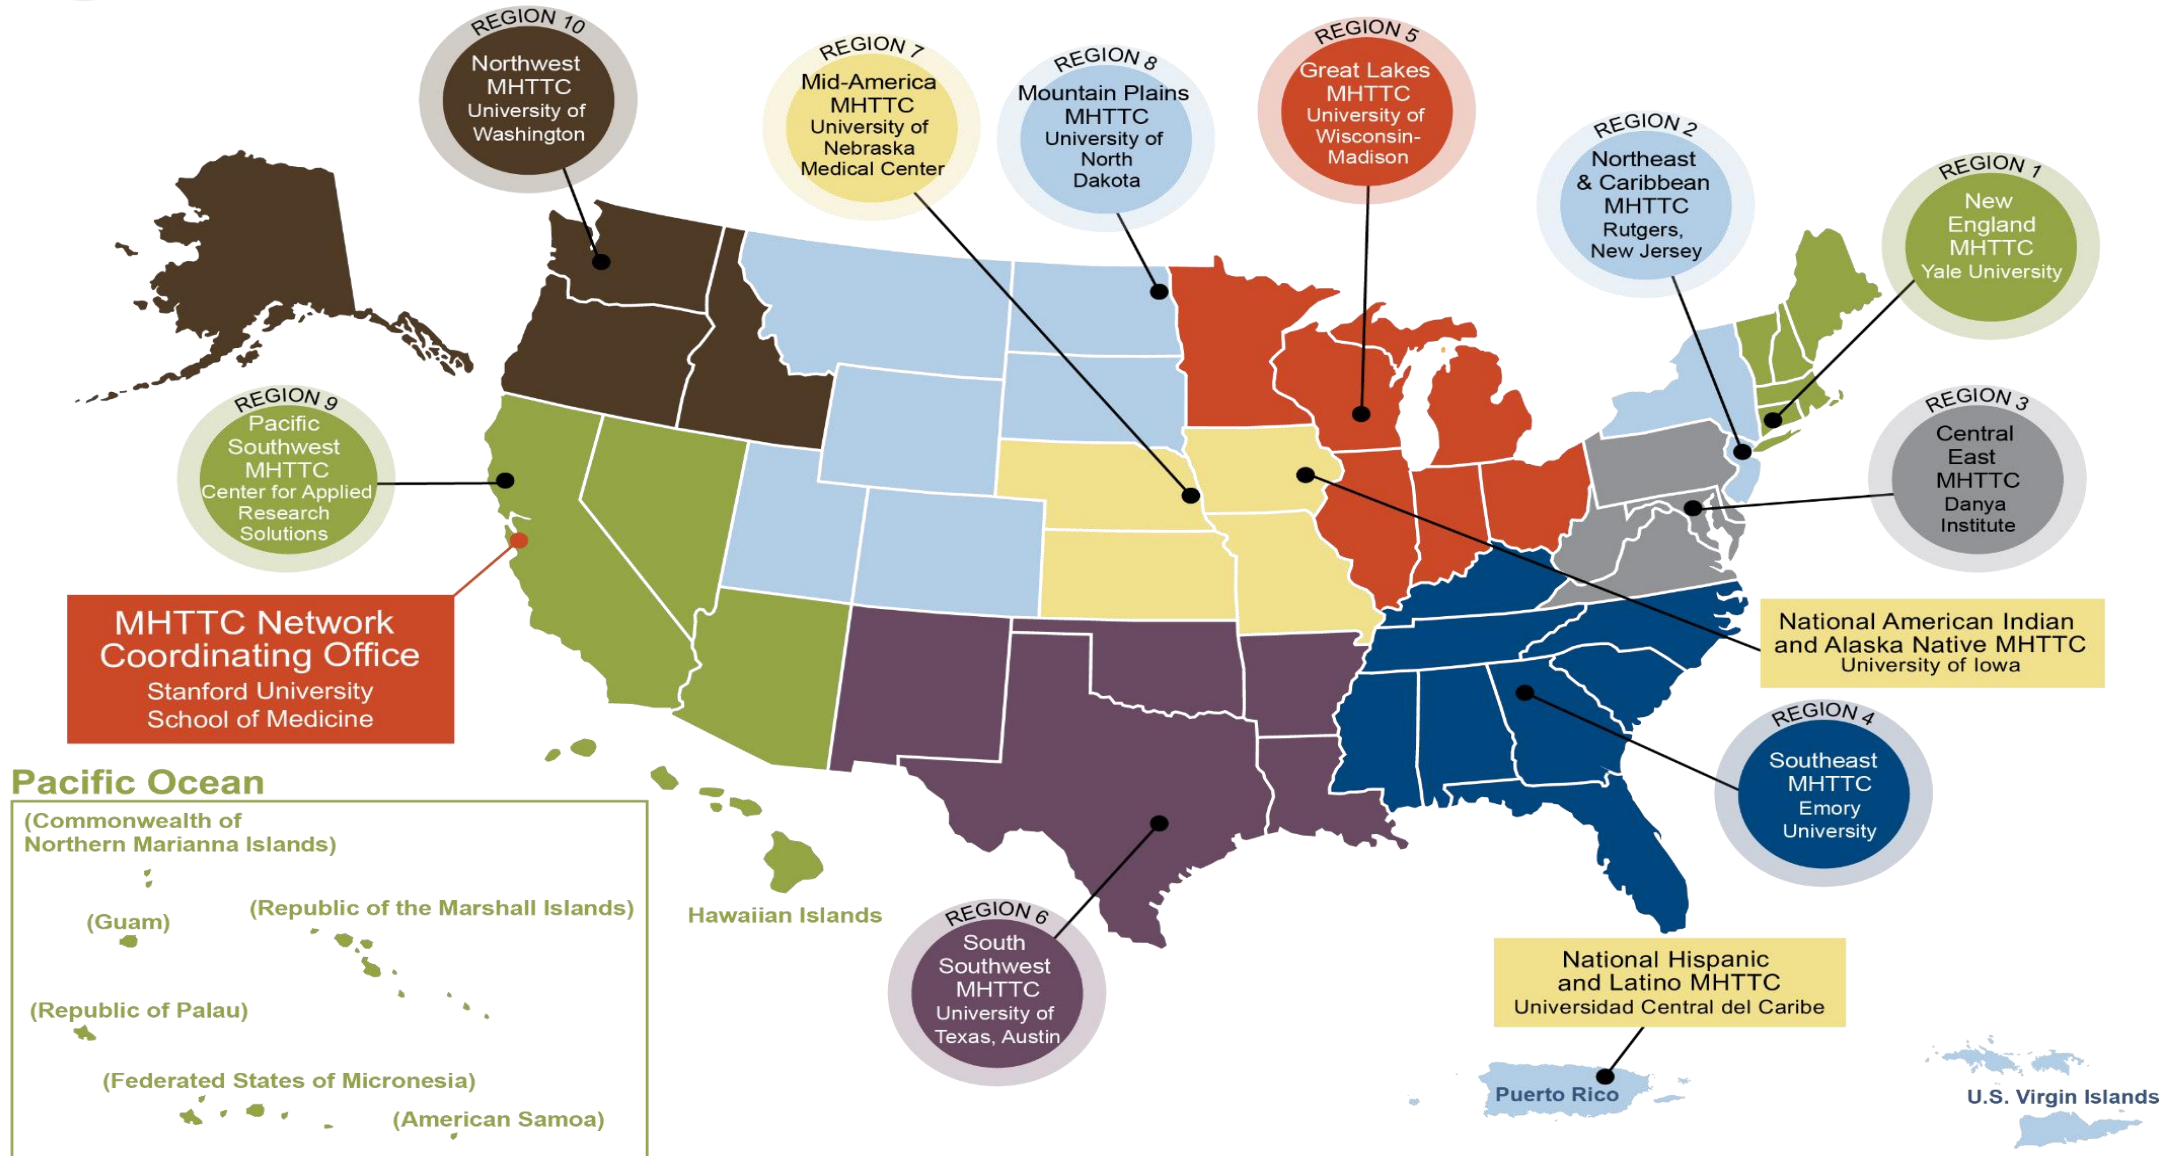 REGION 10
Northwest
MHTTC
University of
Washington
REGION 7
Mid-America
MHTTC
University of
Nebraska
Medical Center
REGION 8
Mountain Plains
MHTTC
University of
North
Dakota
REGION 5
Great Lakes
MHTTC
University of
Wisconsin-
Madison
REGION 2
Northeast
& Caribbean
MHTTC
Rutgers,
New Jersey
REGION 1
New
England
MHTTC
Yale University
REGION 9
Pacific
Southwest
MHTTC
Center for Applied
Research
Solutions
REGION 3
Central
East
MHTTC
Danya
Institute
MHTTC Network
Coordinating Office
Stanford University
School of Medicine
National American Indian
and Alaska Native MHTTC
University of Iowa
REGION 4
Southeast
MHTTC
Emory
University
Pacific Ocean
(Commonwealth of
Northern Marianna Islands)
(Guam)
(Republic of the Marshall Islands)
(Republic of Palau)
(Federated States of Micronesia)
(American Samoa)
Hawaiian Islands
REGION 6
South
Southwest
MHTTC
University of
Texas, Austin
National Hispanic
and Latino MHTTC
Universidad Central del Caribe
Puerto Rico
U.S. Virgin Islands